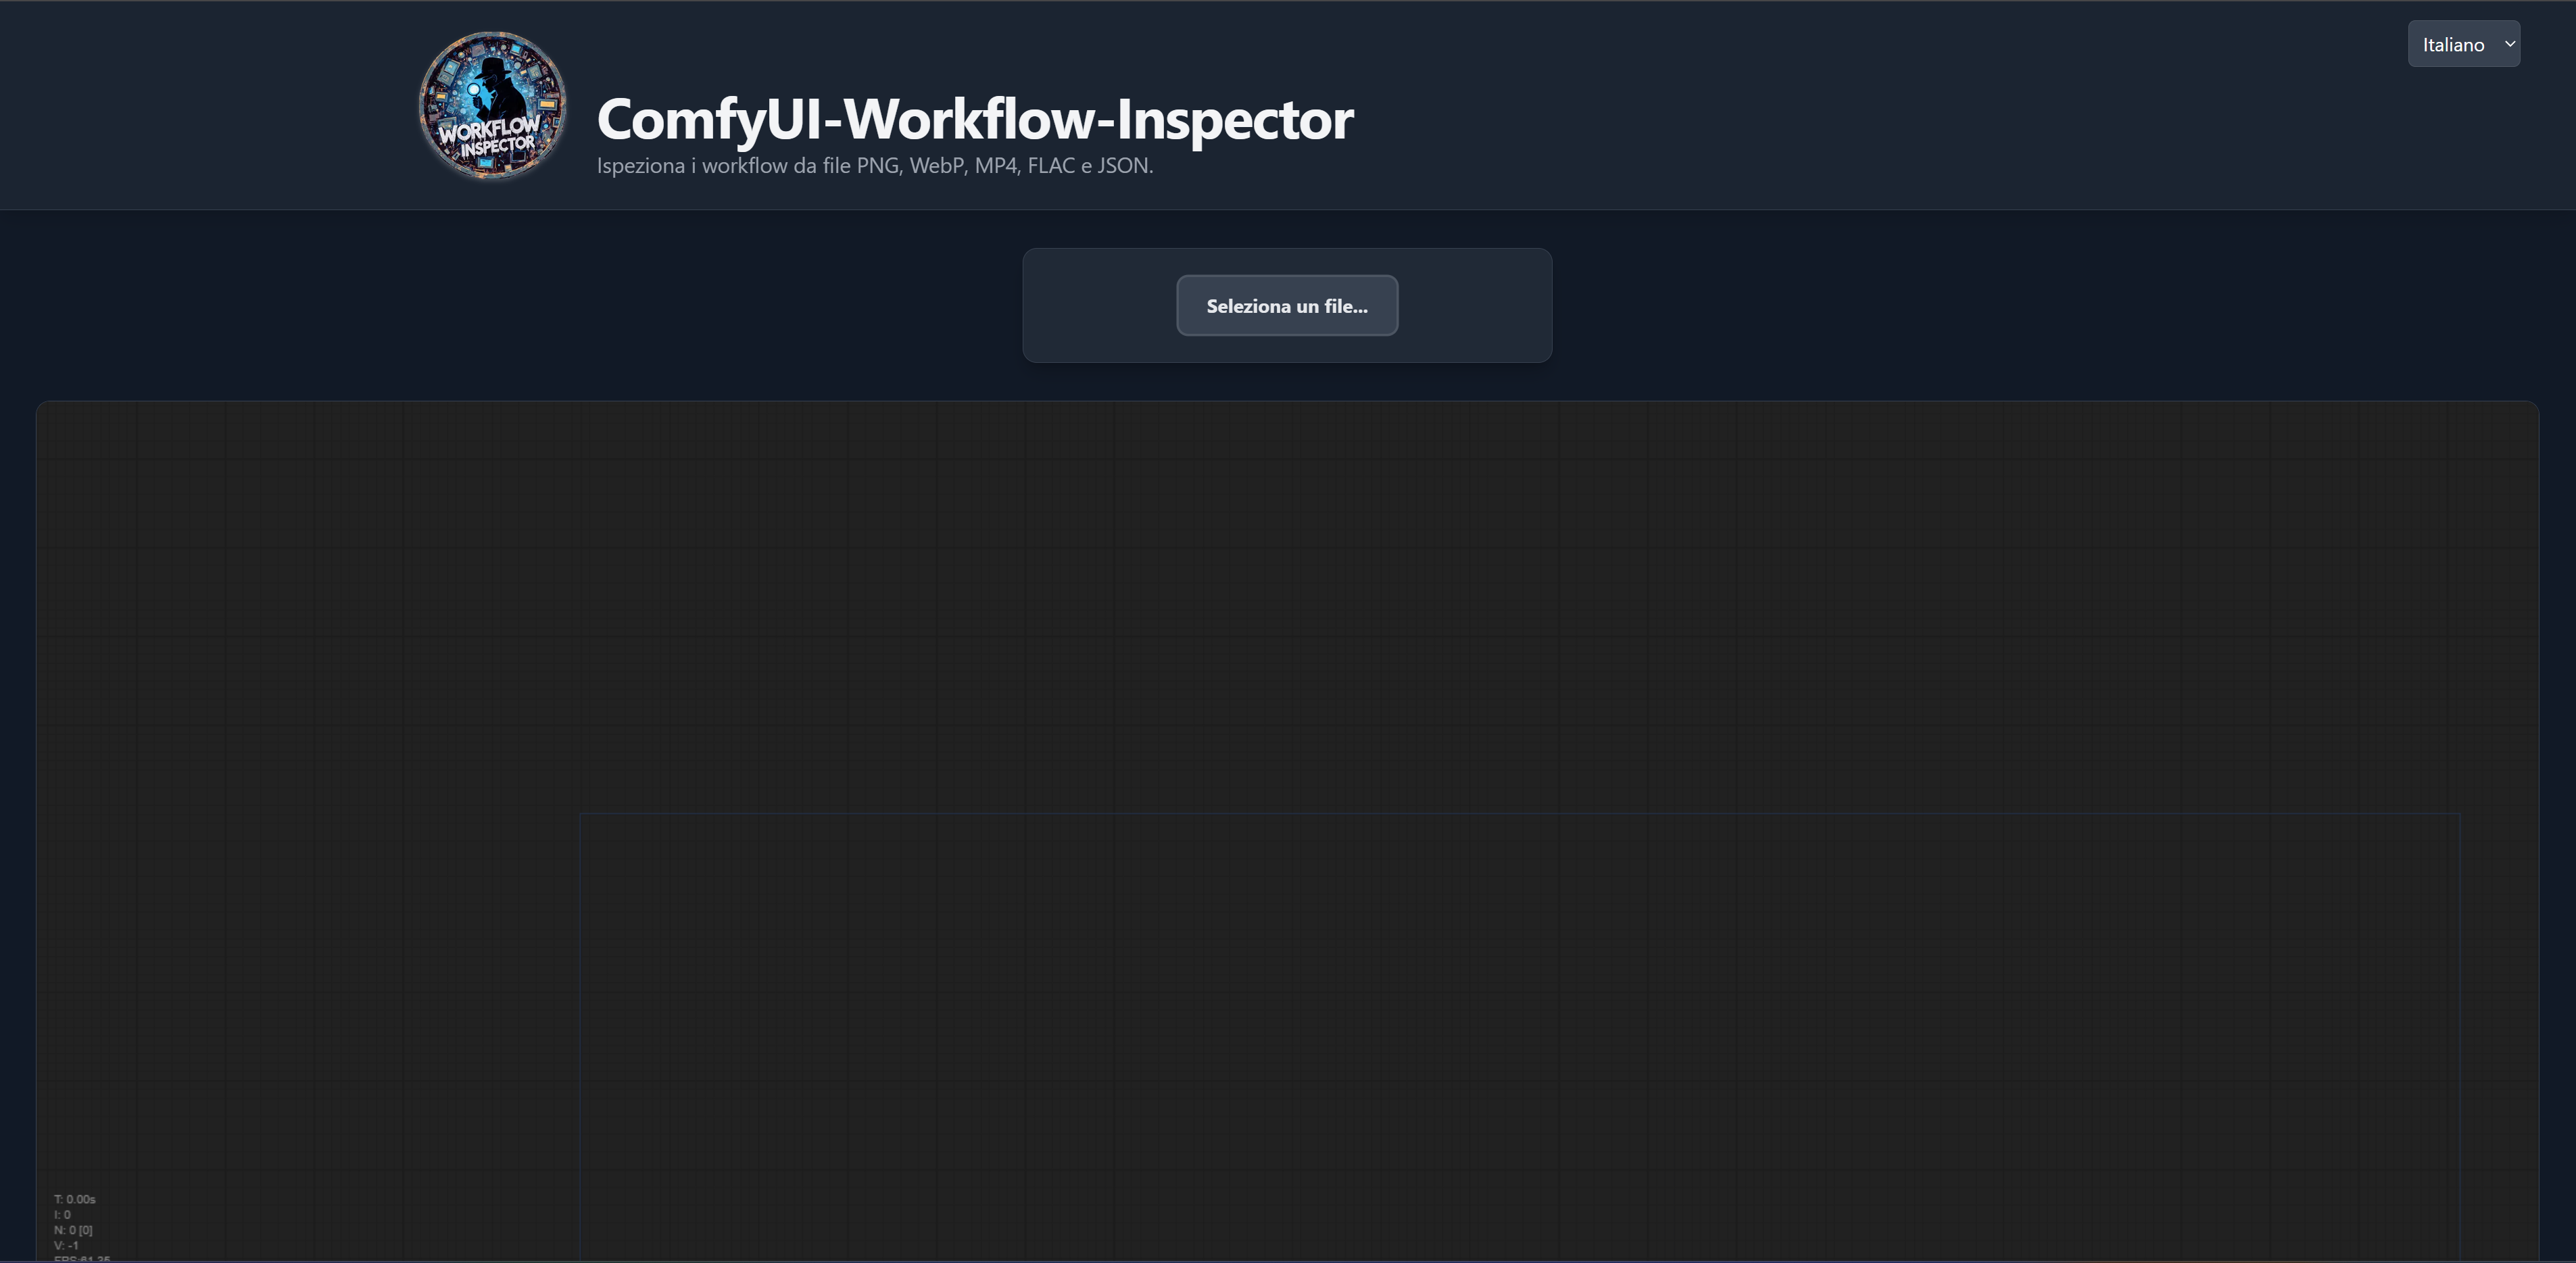 WORKFLOW
INSPECTOR
Italiano
ComfyUI-Workflow-Inspector
Ispeziona i workflow da file PNG, WebP, MP4, FLAC e JSON.
Seleziona un file...
T: 0.00s
I: 0
N: 0 [0]
V: -1